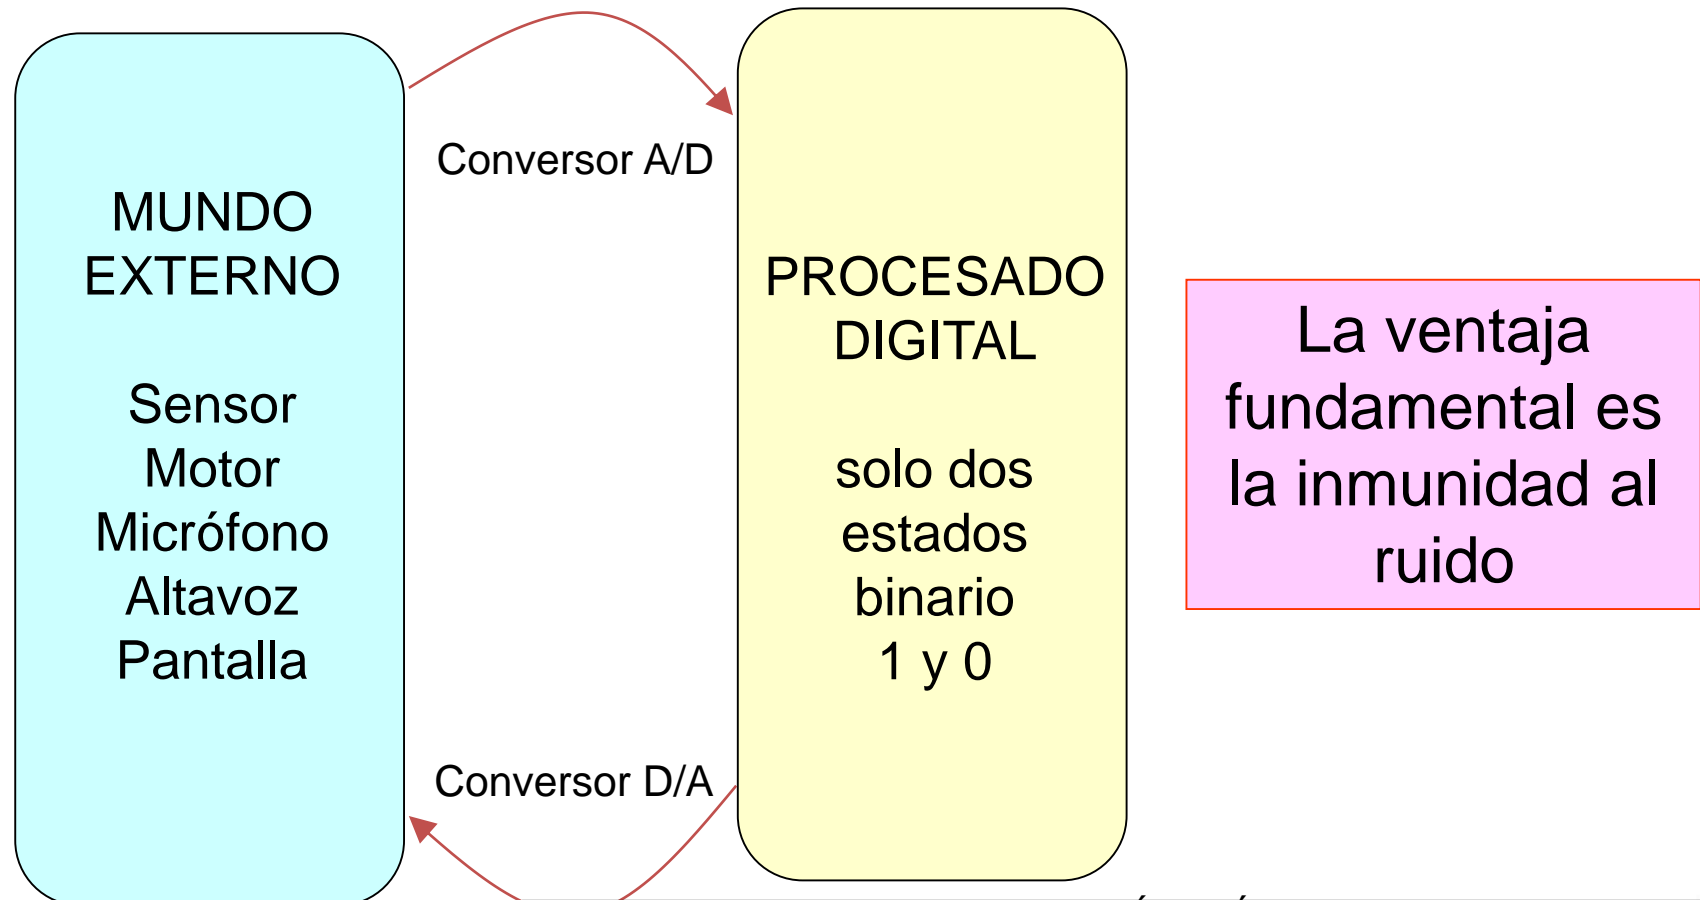 MUNDO
EXTERNO
Sensor
Motor
Micrófono
Altavoz
Pantalla
Conversor A/D
Conversor D/A
PROCESADO
DIGITAL
solo dos
estados
binario
1 y 0
La ventaja
fundamental es
la inmunidad al
ruido